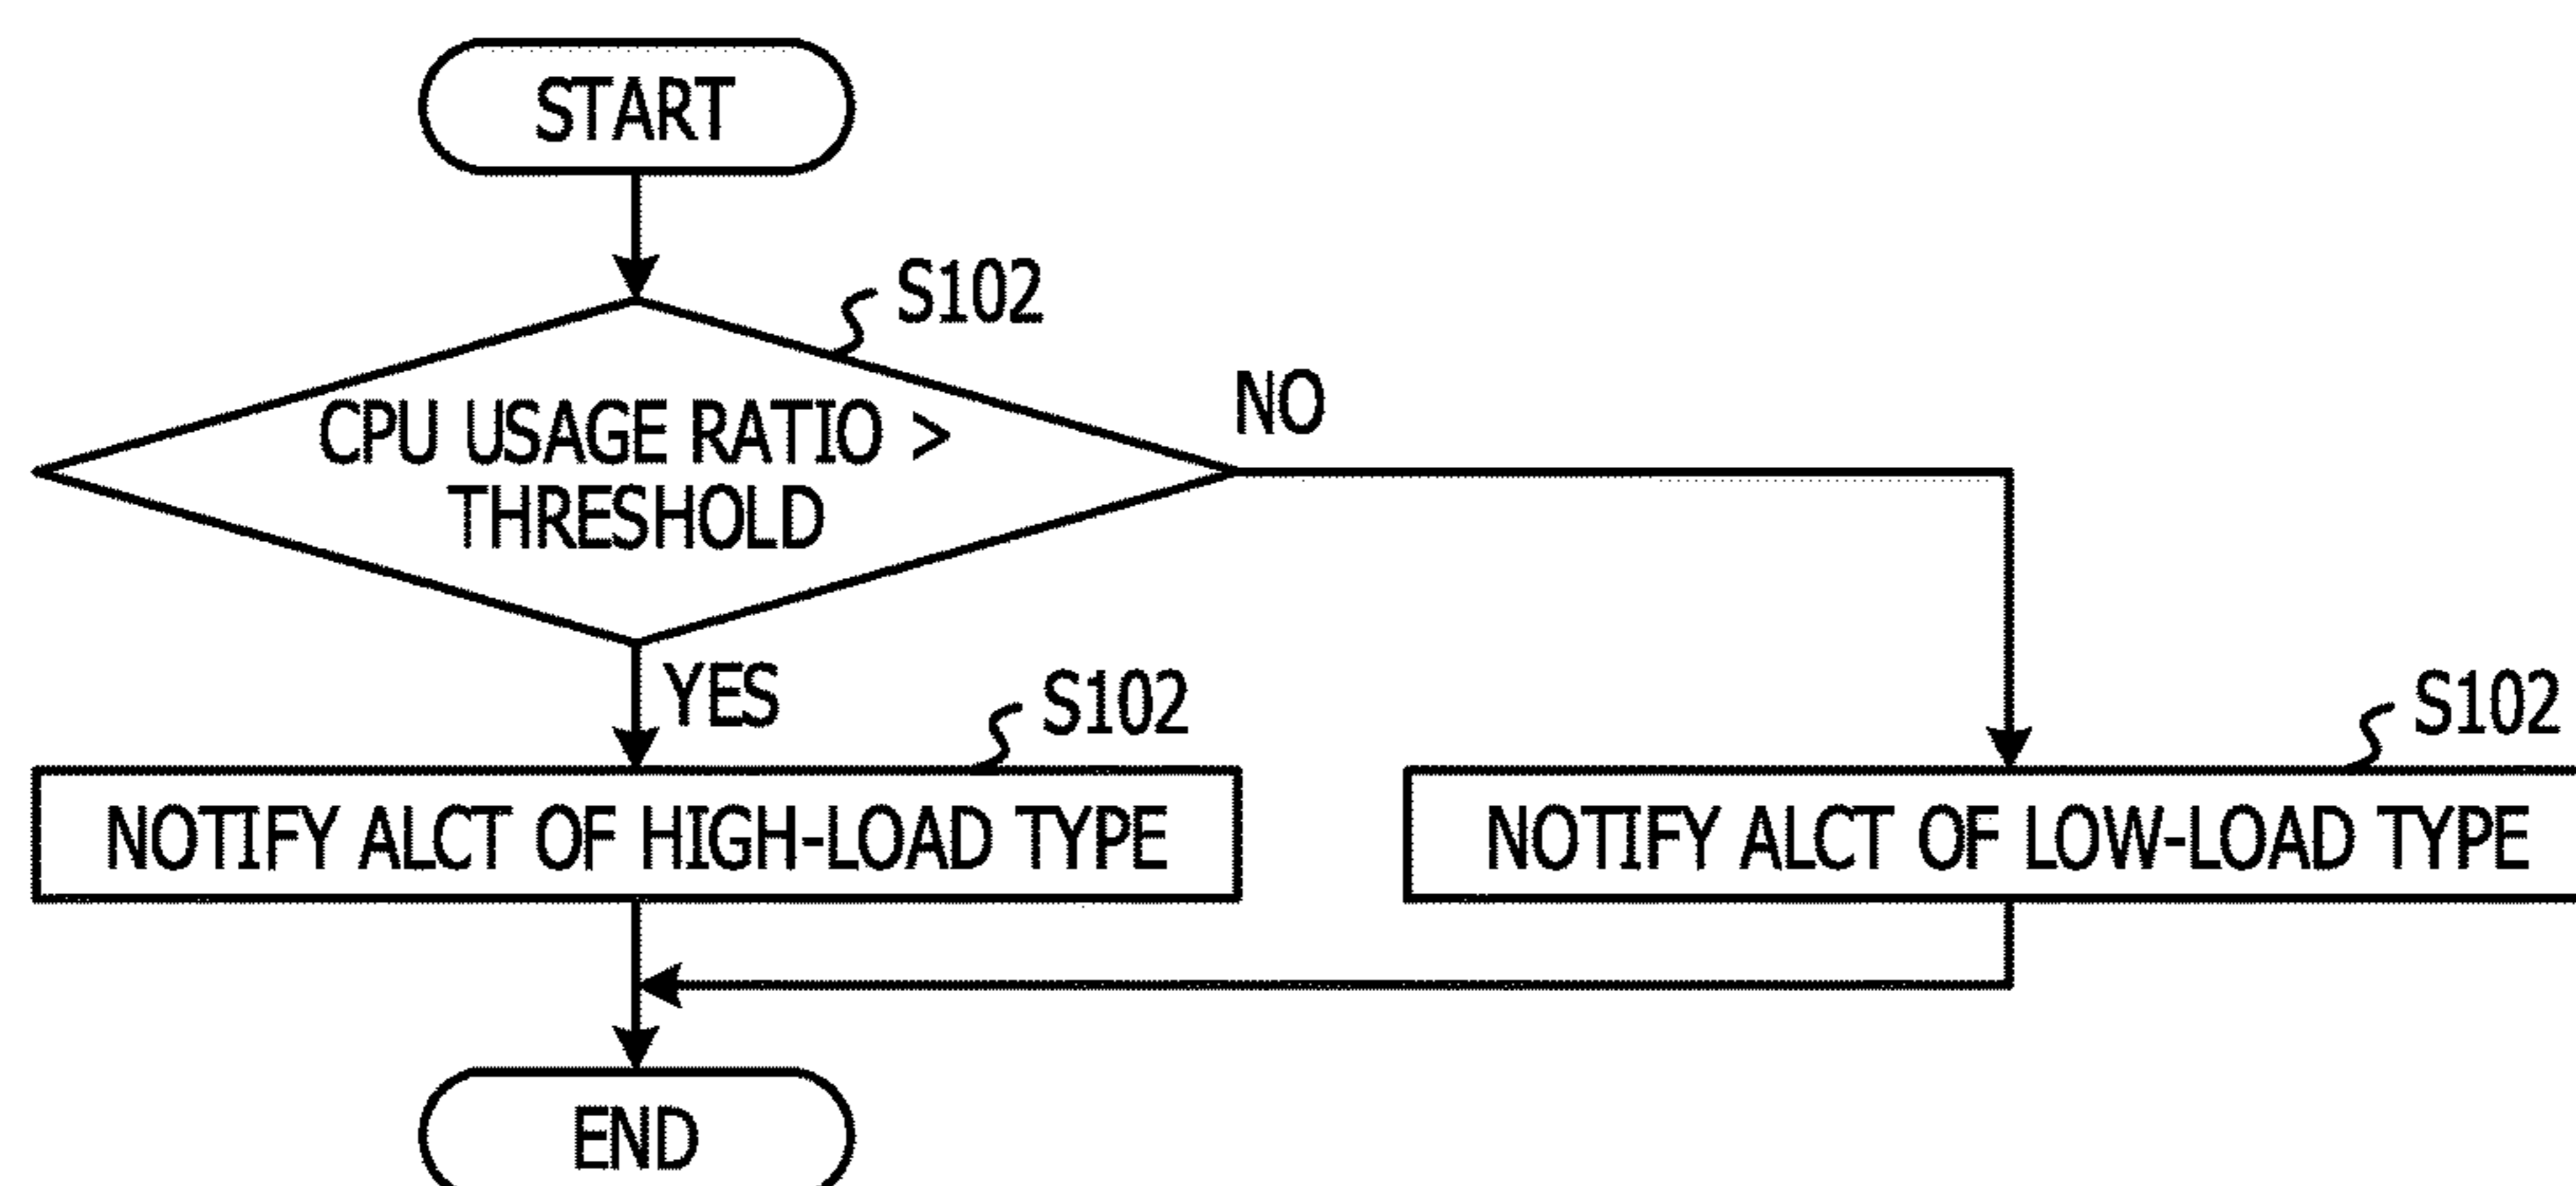 START
S102
CPU USAGE RATIO >
THRESHOLD
NO
YES
S102
S102
NOTIFY ALCT OF HIGH-LOAD TYPE
NOTIFY ALCT OF LOW-LOAD TYPE
END